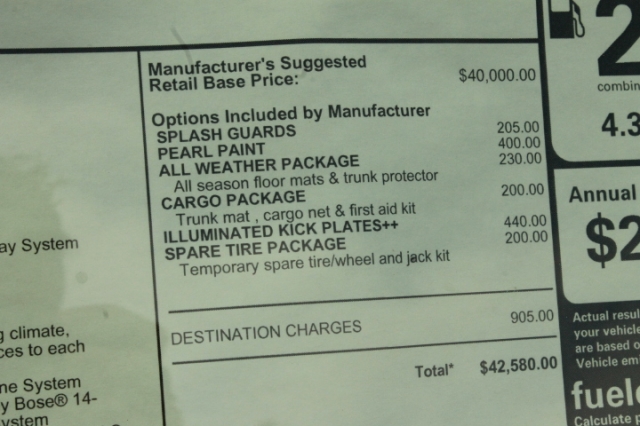 Manufacturer's Suggested
Retail Base Price: $40,000.00
Options Included by Manufacturer
SPLASH GUARDS 205.00
PEARL PAINT 400.00
ALL WEATHER PACKAGE 230.00
All season floor mats & trunk protector
CARGO PACKAGE 200.00
Trunk mat , cargo net & first aid kit
ILLUMINATED KICK PLATES++ 440.00
SPARE TIRE PACKAGE 200.00
Temporary spare tire/wheel and jack kit
DESTINATION CHARGES 905.00
Total* $42,580.00
ay System
g climate,
ces to each
ne System
y Bose® 14-
ystem
2
combin
4.3
Annual
$2
Actual resul
your vehicle
are based o
Vehicle em
fuele
Calculate p